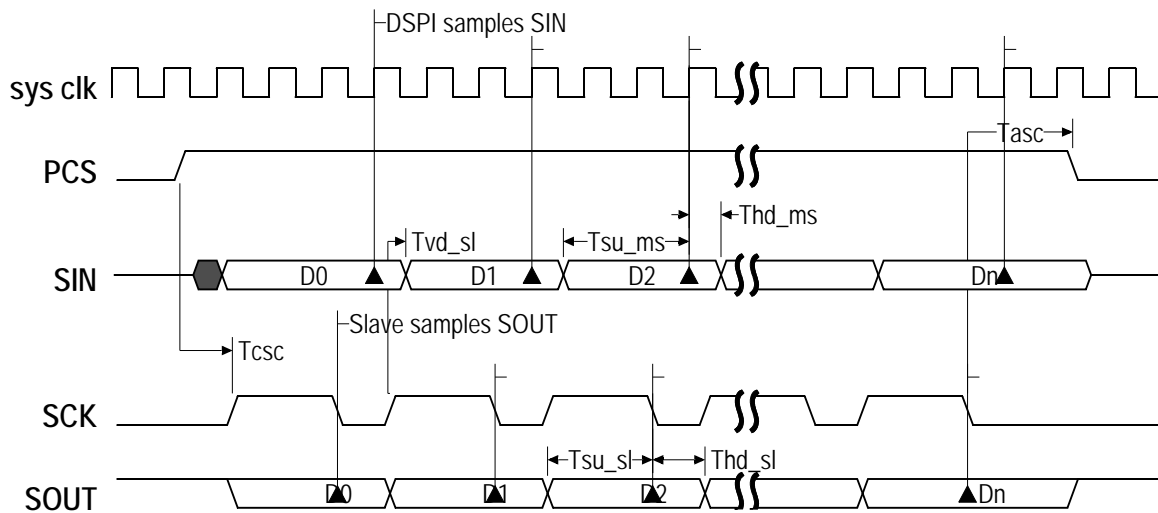 DSPI samples SIN
sys clk
Tasc
PCS
Thd_ms
Tvd_sl
Tsu_ms
SIN
D0
D1
D2
Dn
Slave samples SOUT
Tcsc
SCK
Tsu_sl
Thd_sl
SOUT
D0
D1
D2
Dn